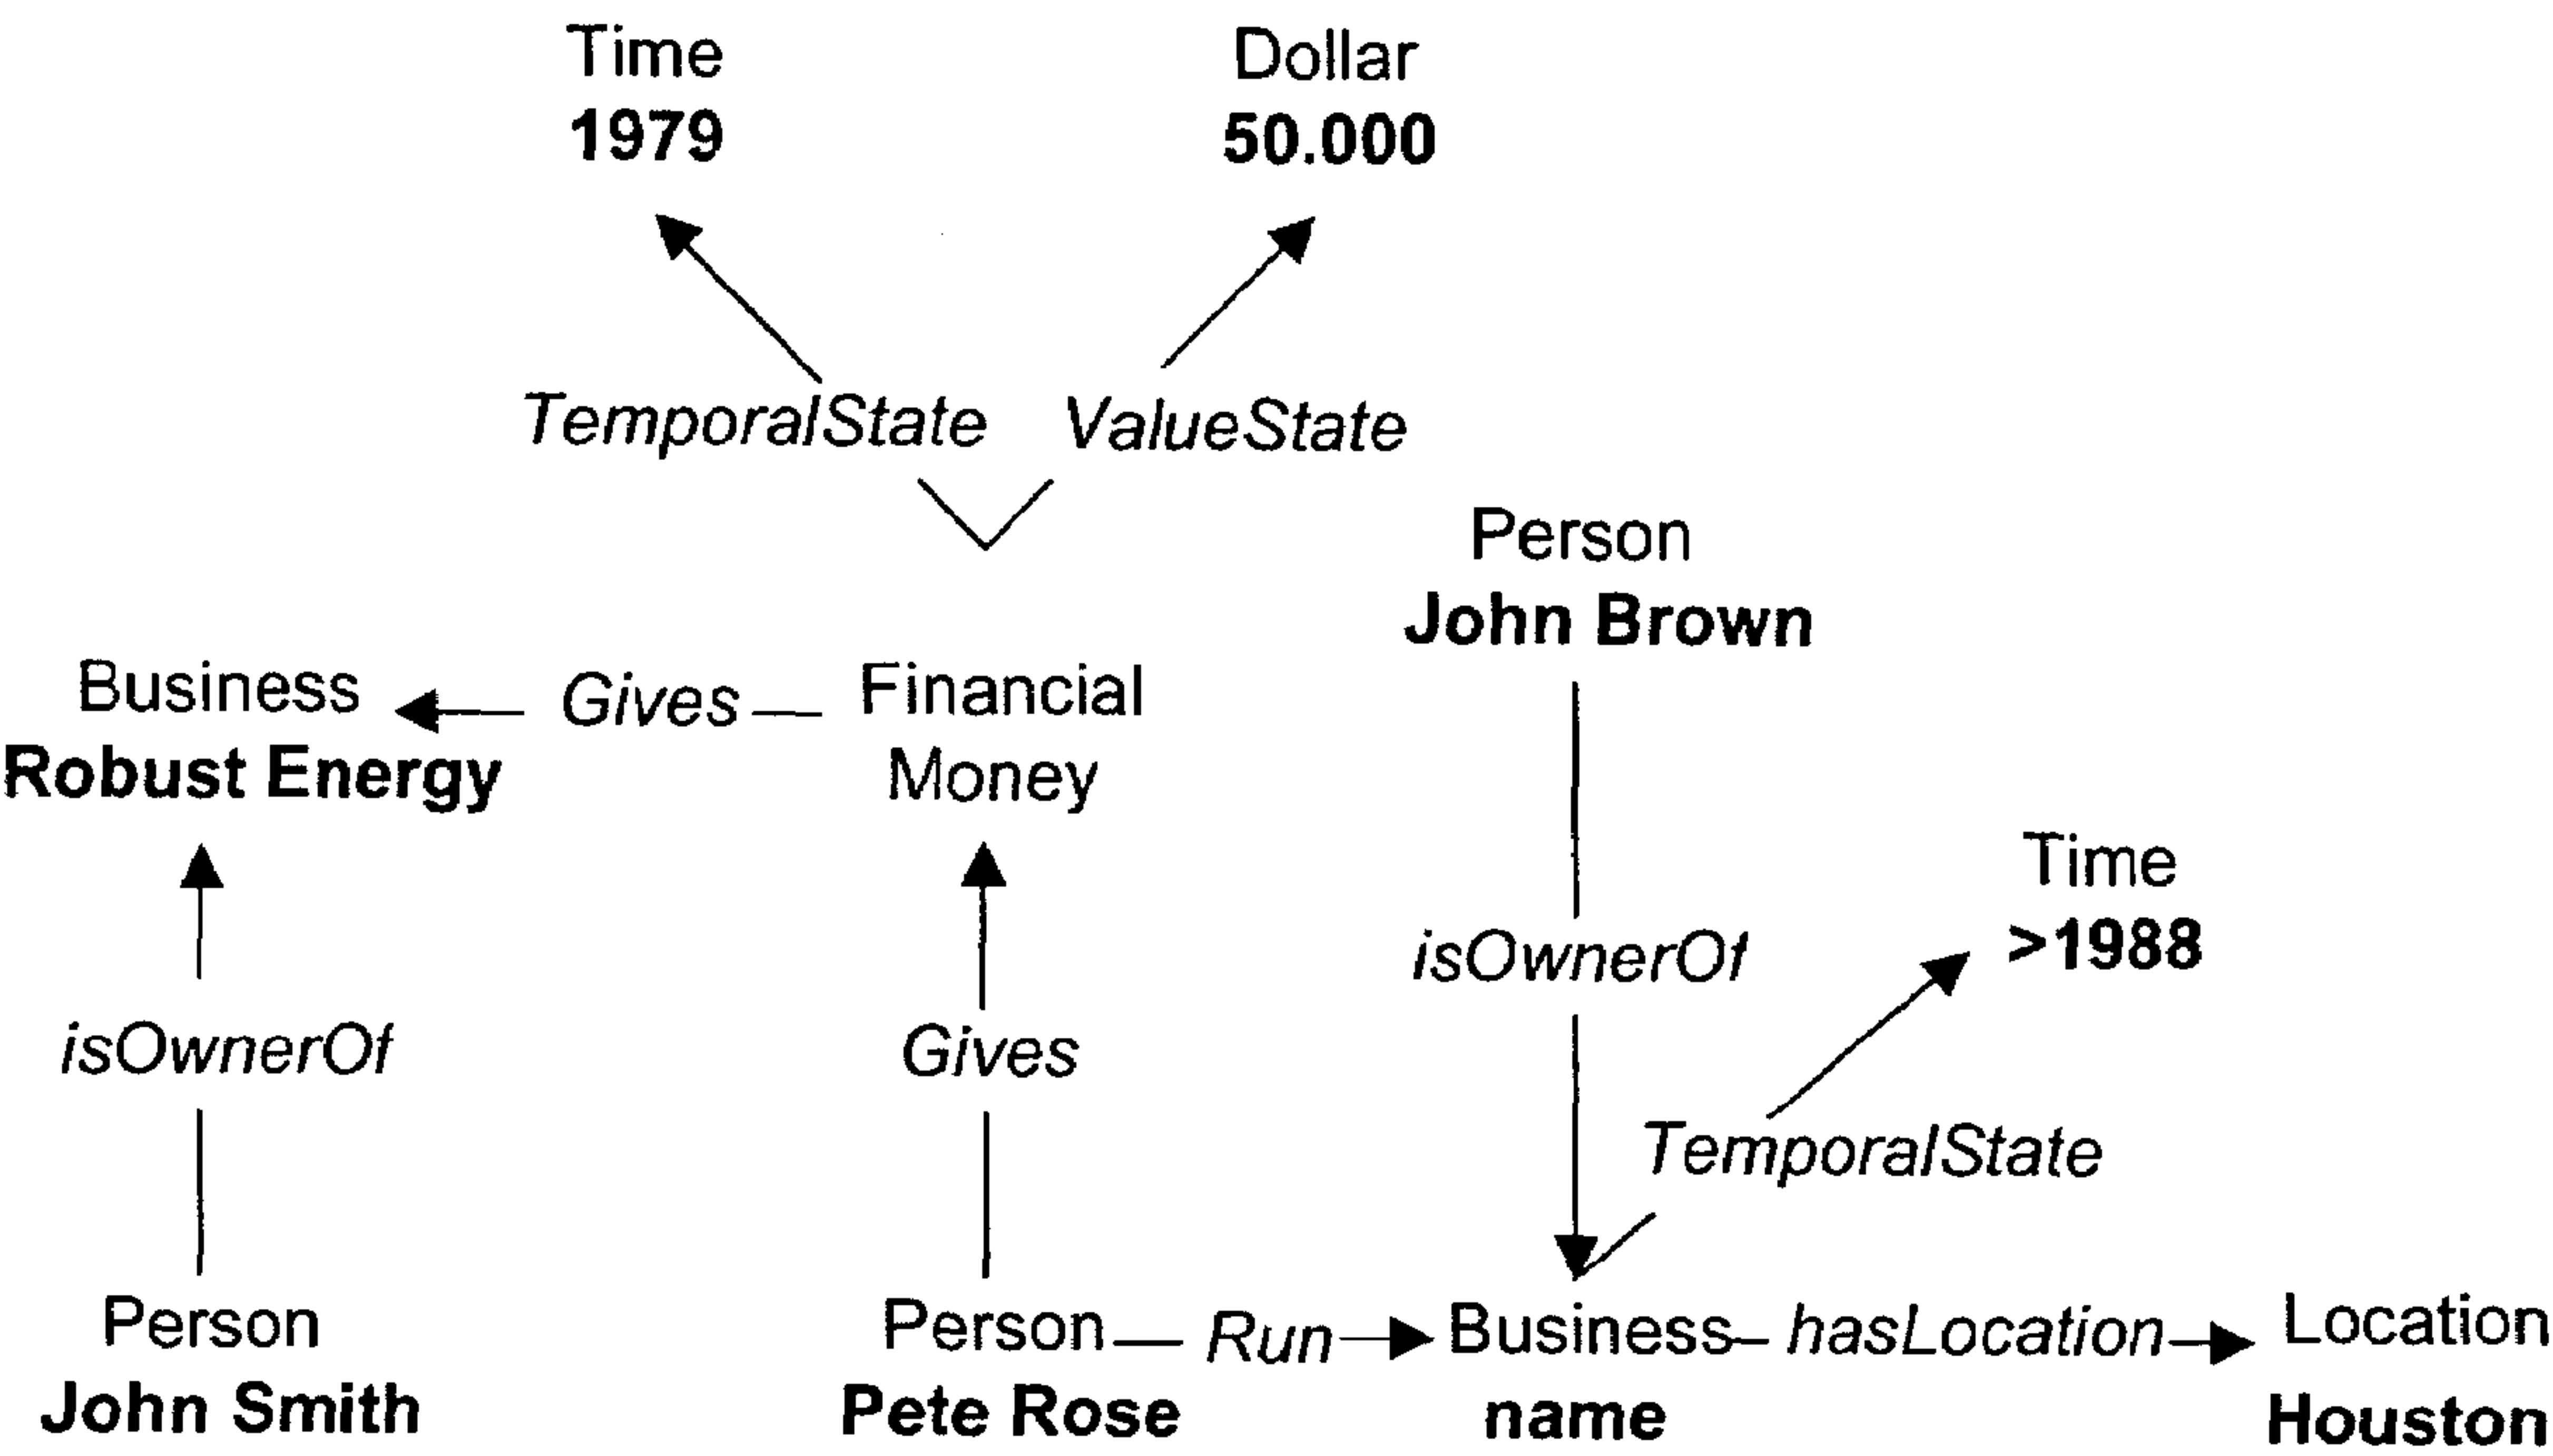 Time
1979
Dollar
50.000
TemporalState
ValueState
Person
John Brown
Business
Robust Energy
Gives
Financial
Money
Time
>1988
isOwnerOf
isOwnerOf
Gives
TemporalState
Person
John Smith
Person
Pete Rose
Run
Business
name
hasLocation
Location
Houston